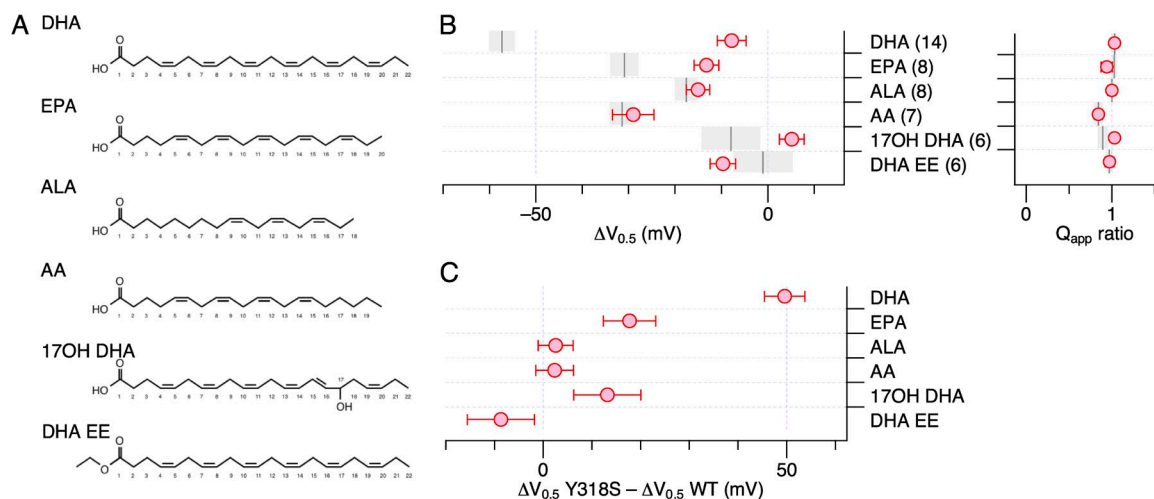 A
DHA
O
HO
1 2 3 4 5 6 7 8 9 10 11 12 13 14 15 16 17 18 19 20 21 22
EPA
O
HO
1 2 3 4 5 6 7 8 9 10 11 12 13 14 15 16 17 18 20
ALA
O
HO
1 2 3 4 5 6 7 8 9 10 11 12 13 14 15 16 17 18
AA
O
HO
1 2 3 4 5 6 7 8 9 10 11 12 13 14 15 16 17 18 19
17OH DHA
O
17
HO
1 2 3 4 5 6 7 8 9 10 11 12 13 14 15 16 18 19 20 21 22
OH
DHA EE
O
O
1 2 3 4 5 6 7 8 9 10 11 12 13 14 15 16 17 18 19 20 21 22
B
DHA (14)
EPA (8)
ALA (8)
AA (7)
17OH DHA (6)
DHA EE (6)
−50 0
ΔV0.5 (mV)
0 1
Qapp ratio
C
DHA
EPA
ALA
AA
17OH DHA
DHA EE
0 50
ΔV0.5 Y318S − ΔV0.5 WT (mV)